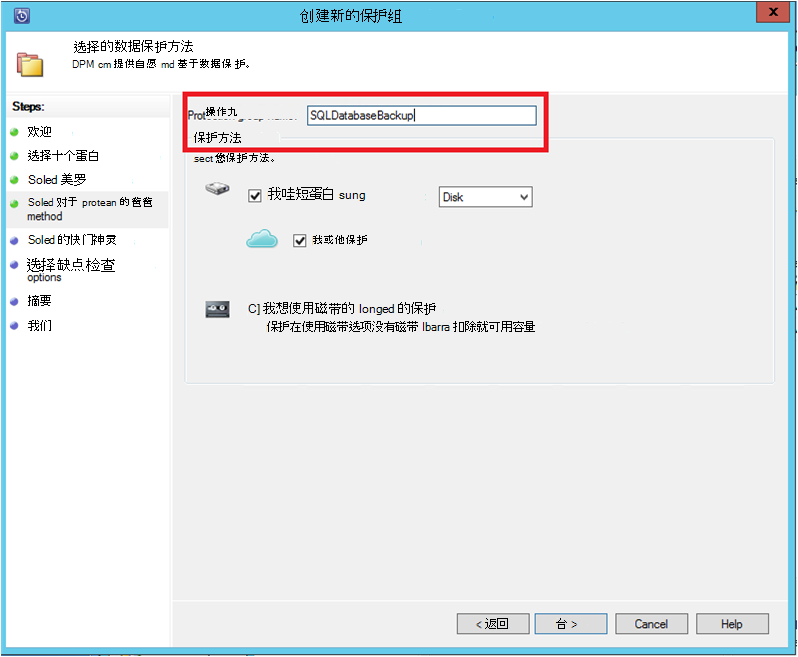 创建新的保护组
选择的数据保护方法
DPM cm 提供自愿 md 基于数据保护。
Steps:
欢迎
选择十个蛋白
Soled 美罗
Soled 对于 protean 的爸爸
method
Soled 的快门神灵
选择缺点检查
options
摘要
我们
操作九
SQLDatabaseBackup
保护方法
sect 您保护方法。
我哇短蛋白 sung
Disk
我或他保护
C] 我想使用磁带的 longed 的保护
保护在使用磁带选项没有磁带 Ibarra 扣除就可用容量
< 返回
台 >
Cancel
Help